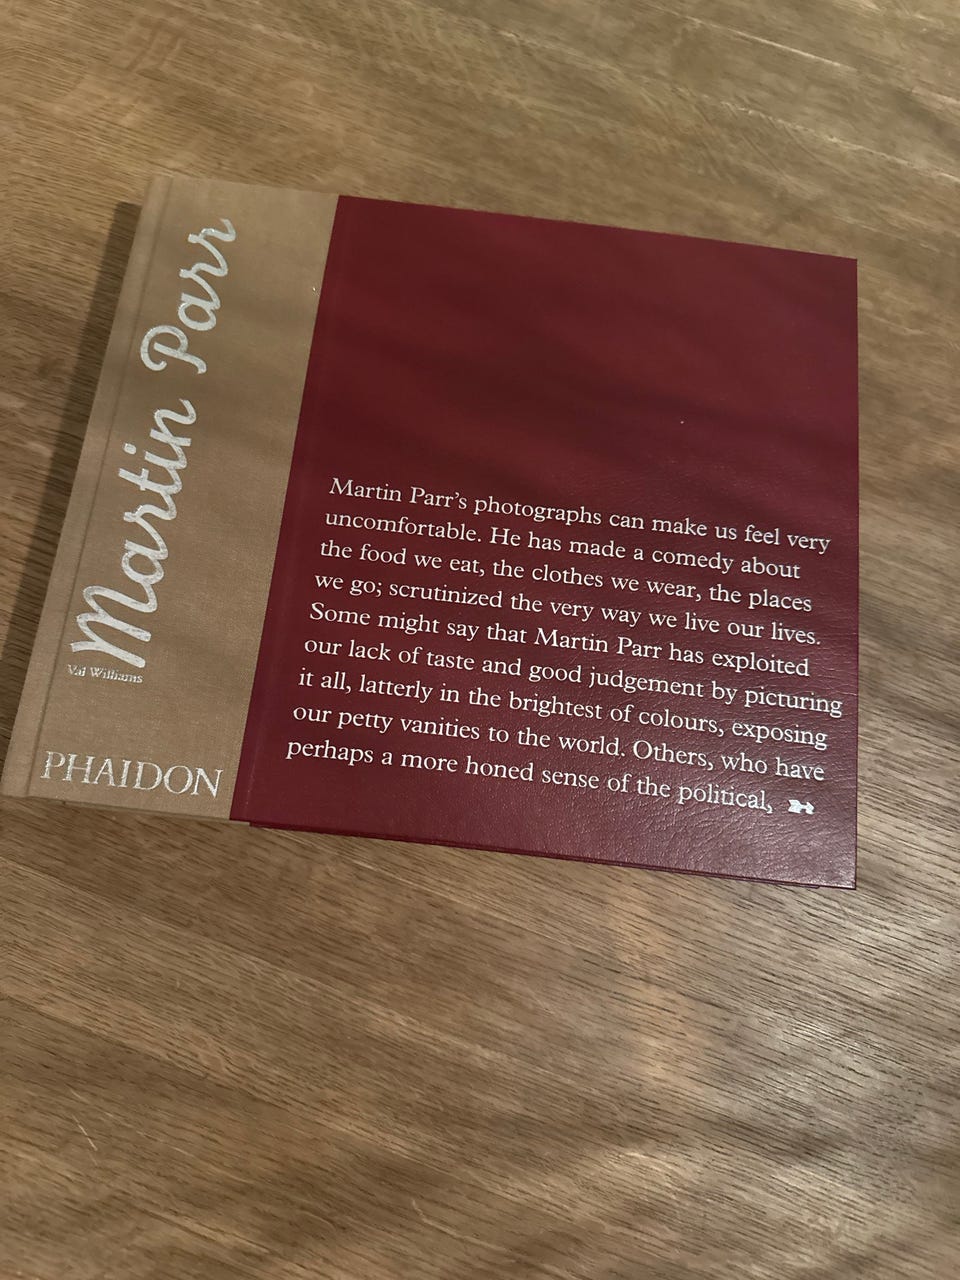 Martin Parr
Val Williams
PHAIDON
Martin Parr's photographs can make us feel very
uncomfortable. He has made a comedy about
the food we eat, the clothes we wear, the places
we go; scrutinized the very way we live our lives.
Some might say that Martin Parr has exploited
our lack of taste and good judgement by picturing
it all, latterly in the brightest of colours, exposing
our petty vanities to the world. Others, who have
perhaps a more honed sense of the political,